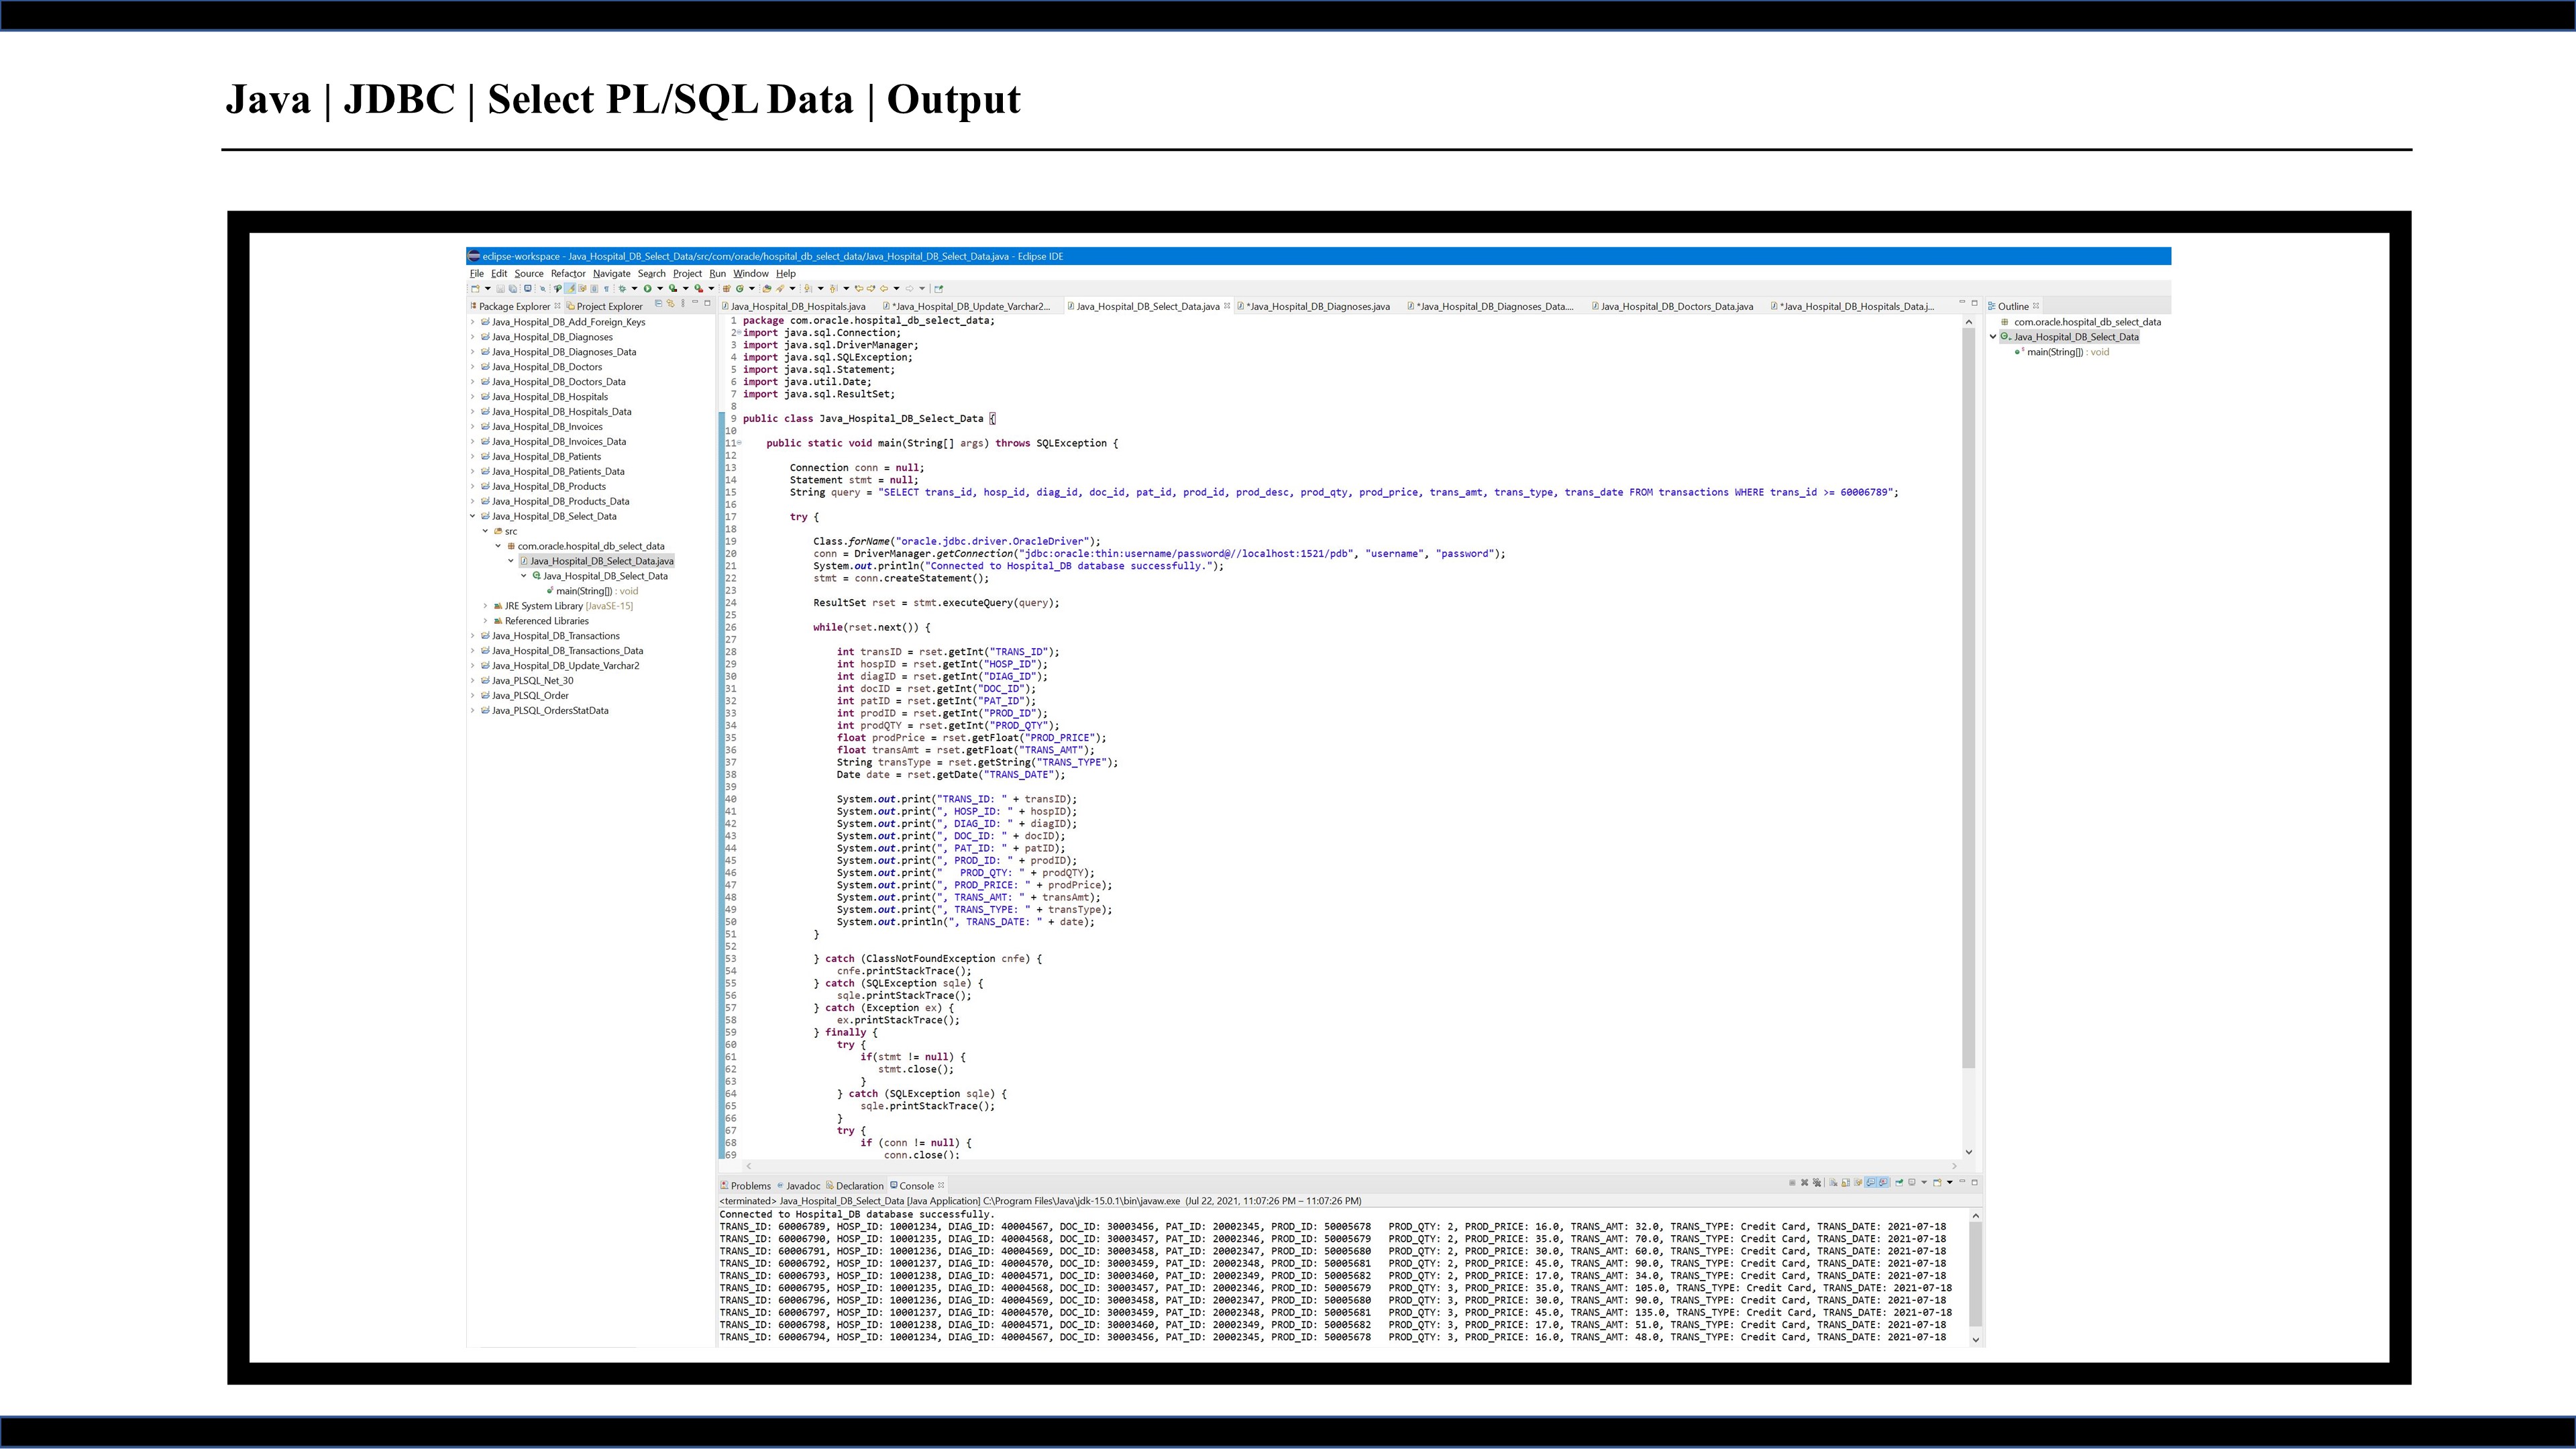 Java | JDBC | Select PL/SQL Data | Output
eclipse-workspace - Java_Hospital_DB_Select_Data/src/com/oracle/hospital_db_select_data/Java_Hospital_DB_Select_Data.java - Eclipse IDE
File Edit Source Refactor Navigate Search Project Run Window Help
Package Explorer Project Explorer
Java_Hospital_DB_Add_Foreign_Keys
Java_Hospital_DB_Diagnoses
Java_Hospital_DB_Diagnoses_Data
Java_Hospital_DB_Doctors
Java_Hospital_DB_Doctors_Data
Java_Hospital_DB_Hospitals
Java_Hospital_DB_Hospitals_Data
Java_Hospital_DB_Invoices
Java_Hospital_DB_Invoices_Data
Java_Hospital_DB_Patients
Java_Hospital_DB_Patients_Data
Java_Hospital_DB_Products
Java_Hospital_DB_Products_Data
Java_Hospital_DB_Select_Data
src
com.oracle.hospital_db_select_data
Java_Hospital_DB_Select_Data.java
Java_Hospital_DB_Select_Data
main(String[]) : void
JRE System Library [JavaSE-15]
Referenced Libraries
Java_Hospital_DB_Transactions
Java_Hospital_DB_Transactions_Data
Java_Hospital_DB_Update_Varchar2
Java_PLSQL_Net_30
Java_PLSQL_Order
Java_PLSQL_OrdersStatData
Java_Hospital_DB_Hospitals.java *Java_Hospital_DB_Update_Varchar2... Java_Hospital_DB_Select_Data.java *Java_Hospital_DB_Diagnoses.java *Java_Hospital_DB_Diagnoses_Data.... Java_Hospital_DB_Doctors_Data.java *Java_Hospital_DB_Hospitals_Data.j...
1 package com.oracle.hospital_db_select_data;
2 import java.sql.Connection;
3 import java.sql.DriverManager;
4 import java.sql.SQLException;
5 import java.sql.Statement;
6 import java.util.Date;
7 import java.sql.ResultSet;
8
9 public class Java_Hospital_DB_Select_Data {
10
11 public static void main(String[] args) throws SQLException {
12
13 Connection conn = null;
14 Statement stmt = null;
15 String query = "SELECT trans_id, hosp_id, diag_id, doc_id, pat_id, prod_id, prod_desc, prod_qty, prod_price, trans_amt, trans_type, trans_date FROM transactions WHERE trans_id >= 60006789";
16
17 try {
18
19 Class.forName("oracle.jdbc.driver.OracleDriver");
20 conn = DriverManager.getConnection("jdbc:oracle:thin:username/password@//localhost:1521/pdb", "username", "password");
21 System.out.println("Connected to Hospital_DB database successfully.");
22 stmt = conn.createStatement();
23
24 ResultSet rset = stmt.executeQuery(query);
25
26 while(rset.next()) {
27
28 int transID = rset.getInt("TRANS_ID");
29 int hospID = rset.getInt("HOSP_ID");
30 int diagID = rset.getInt("DIAG_ID");
31 int docID = rset.getInt("DOC_ID");
32 int patID = rset.getInt("PAT_ID");
33 int prodID = rset.getInt("PROD_ID");
34 int prodQTY = rset.getInt("PROD_QTY");
35 float prodPrice = rset.getFloat("PROD_PRICE");
36 float transAmt = rset.getFloat("TRANS_AMT");
37 String transType = rset.getString("TRANS_TYPE");
38 Date date = rset.getDate("TRANS_DATE");
39
40 System.out.print("TRANS_ID: " + transID);
41 System.out.print(", HOSP_ID: " + hospID);
42 System.out.print(", DIAG_ID: " + diagID);
43 System.out.print(", DOC_ID: " + docID);
44 System.out.print(", PAT_ID: " + patID);
45 System.out.print(", PROD_ID: " + prodID);
46 System.out.print("   PROD_QTY: " + prodQTY);
47 System.out.print(", PROD_PRICE: " + prodPrice);
48 System.out.print(", TRANS_AMT: " + transAmt);
49 System.out.print(", TRANS_TYPE: " + transType);
50 System.out.println(", TRANS_DATE: " + date);
51 }
52
53 } catch (ClassNotFoundException cnfe) {
54 cnfe.printStackTrace();
55 } catch (SQLException sqle) {
56 sqle.printStackTrace();
57 } catch (Exception ex) {
58 ex.printStackTrace();
59 } finally {
60 try {
61 if(stmt != null) {
62 stmt.close();
63 }
64 } catch (SQLException sqle) {
65 sqle.printStackTrace();
66 }
67 try {
68 if (conn != null) {
69 conn.close();
Outline
com.oracle.hospital_db_select_data
Java_Hospital_DB_Select_Data
main(String[]) : void
Problems Javadoc Declaration Console
<terminated> Java_Hospital_DB_Select_Data [Java Application] C:\Program Files\Java\jdk-15.0.1\bin\javaw.exe (Jul 22, 2021, 11:07:26 PM – 11:07:26 PM)
Connected to Hospital_DB database successfully.
TRANS_ID: 60006789, HOSP_ID: 10001234, DIAG_ID: 40004567, DOC_ID: 30003456, PAT_ID: 20002345, PROD_ID: 50005678   PROD_QTY: 2, PROD_PRICE: 16.0, TRANS_AMT: 32.0, TRANS_TYPE: Credit Card, TRANS_DATE: 2021-07-18
TRANS_ID: 60006790, HOSP_ID: 10001235, DIAG_ID: 40004568, DOC_ID: 30003457, PAT_ID: 20002346, PROD_ID: 50005679   PROD_QTY: 2, PROD_PRICE: 35.0, TRANS_AMT: 70.0, TRANS_TYPE: Credit Card, TRANS_DATE: 2021-07-18
TRANS_ID: 60006791, HOSP_ID: 10001236, DIAG_ID: 40004569, DOC_ID: 30003458, PAT_ID: 20002347, PROD_ID: 50005680   PROD_QTY: 2, PROD_PRICE: 30.0, TRANS_AMT: 60.0, TRANS_TYPE: Credit Card, TRANS_DATE: 2021-07-18
TRANS_ID: 60006792, HOSP_ID: 10001237, DIAG_ID: 40004570, DOC_ID: 30003459, PAT_ID: 20002348, PROD_ID: 50005681   PROD_QTY: 2, PROD_PRICE: 45.0, TRANS_AMT: 90.0, TRANS_TYPE: Credit Card, TRANS_DATE: 2021-07-18
TRANS_ID: 60006793, HOSP_ID: 10001238, DIAG_ID: 40004571, DOC_ID: 30003460, PAT_ID: 20002349, PROD_ID: 50005682   PROD_QTY: 2, PROD_PRICE: 17.0, TRANS_AMT: 34.0, TRANS_TYPE: Credit Card, TRANS_DATE: 2021-07-18
TRANS_ID: 60006795, HOSP_ID: 10001235, DIAG_ID: 40004568, DOC_ID: 30003457, PAT_ID: 20002346, PROD_ID: 50005679   PROD_QTY: 3, PROD_PRICE: 35.0, TRANS_AMT: 105.0, TRANS_TYPE: Credit Card, TRANS_DATE: 2021-07-18
TRANS_ID: 60006796, HOSP_ID: 10001236, DIAG_ID: 40004569, DOC_ID: 30003458, PAT_ID: 20002347, PROD_ID: 50005680   PROD_QTY: 3, PROD_PRICE: 30.0, TRANS_AMT: 90.0, TRANS_TYPE: Credit Card, TRANS_DATE: 2021-07-18
TRANS_ID: 60006797, HOSP_ID: 10001237, DIAG_ID: 40004570, DOC_ID: 30003459, PAT_ID: 20002348, PROD_ID: 50005681   PROD_QTY: 3, PROD_PRICE: 45.0, TRANS_AMT: 135.0, TRANS_TYPE: Credit Card, TRANS_DATE: 2021-07-18
TRANS_ID: 60006798, HOSP_ID: 10001238, DIAG_ID: 40004571, DOC_ID: 30003460, PAT_ID: 20002349, PROD_ID: 50005682   PROD_QTY: 3, PROD_PRICE: 17.0, TRANS_AMT: 51.0, TRANS_TYPE: Credit Card, TRANS_DATE: 2021-07-18
TRANS_ID: 60006794, HOSP_ID: 10001234, DIAG_ID: 40004567, DOC_ID: 30003456, PAT_ID: 20002345, PROD_ID: 50005678   PROD_QTY: 3, PROD_PRICE: 16.0, TRANS_AMT: 48.0, TRANS_TYPE: Credit Card, TRANS_DATE: 2021-07-18